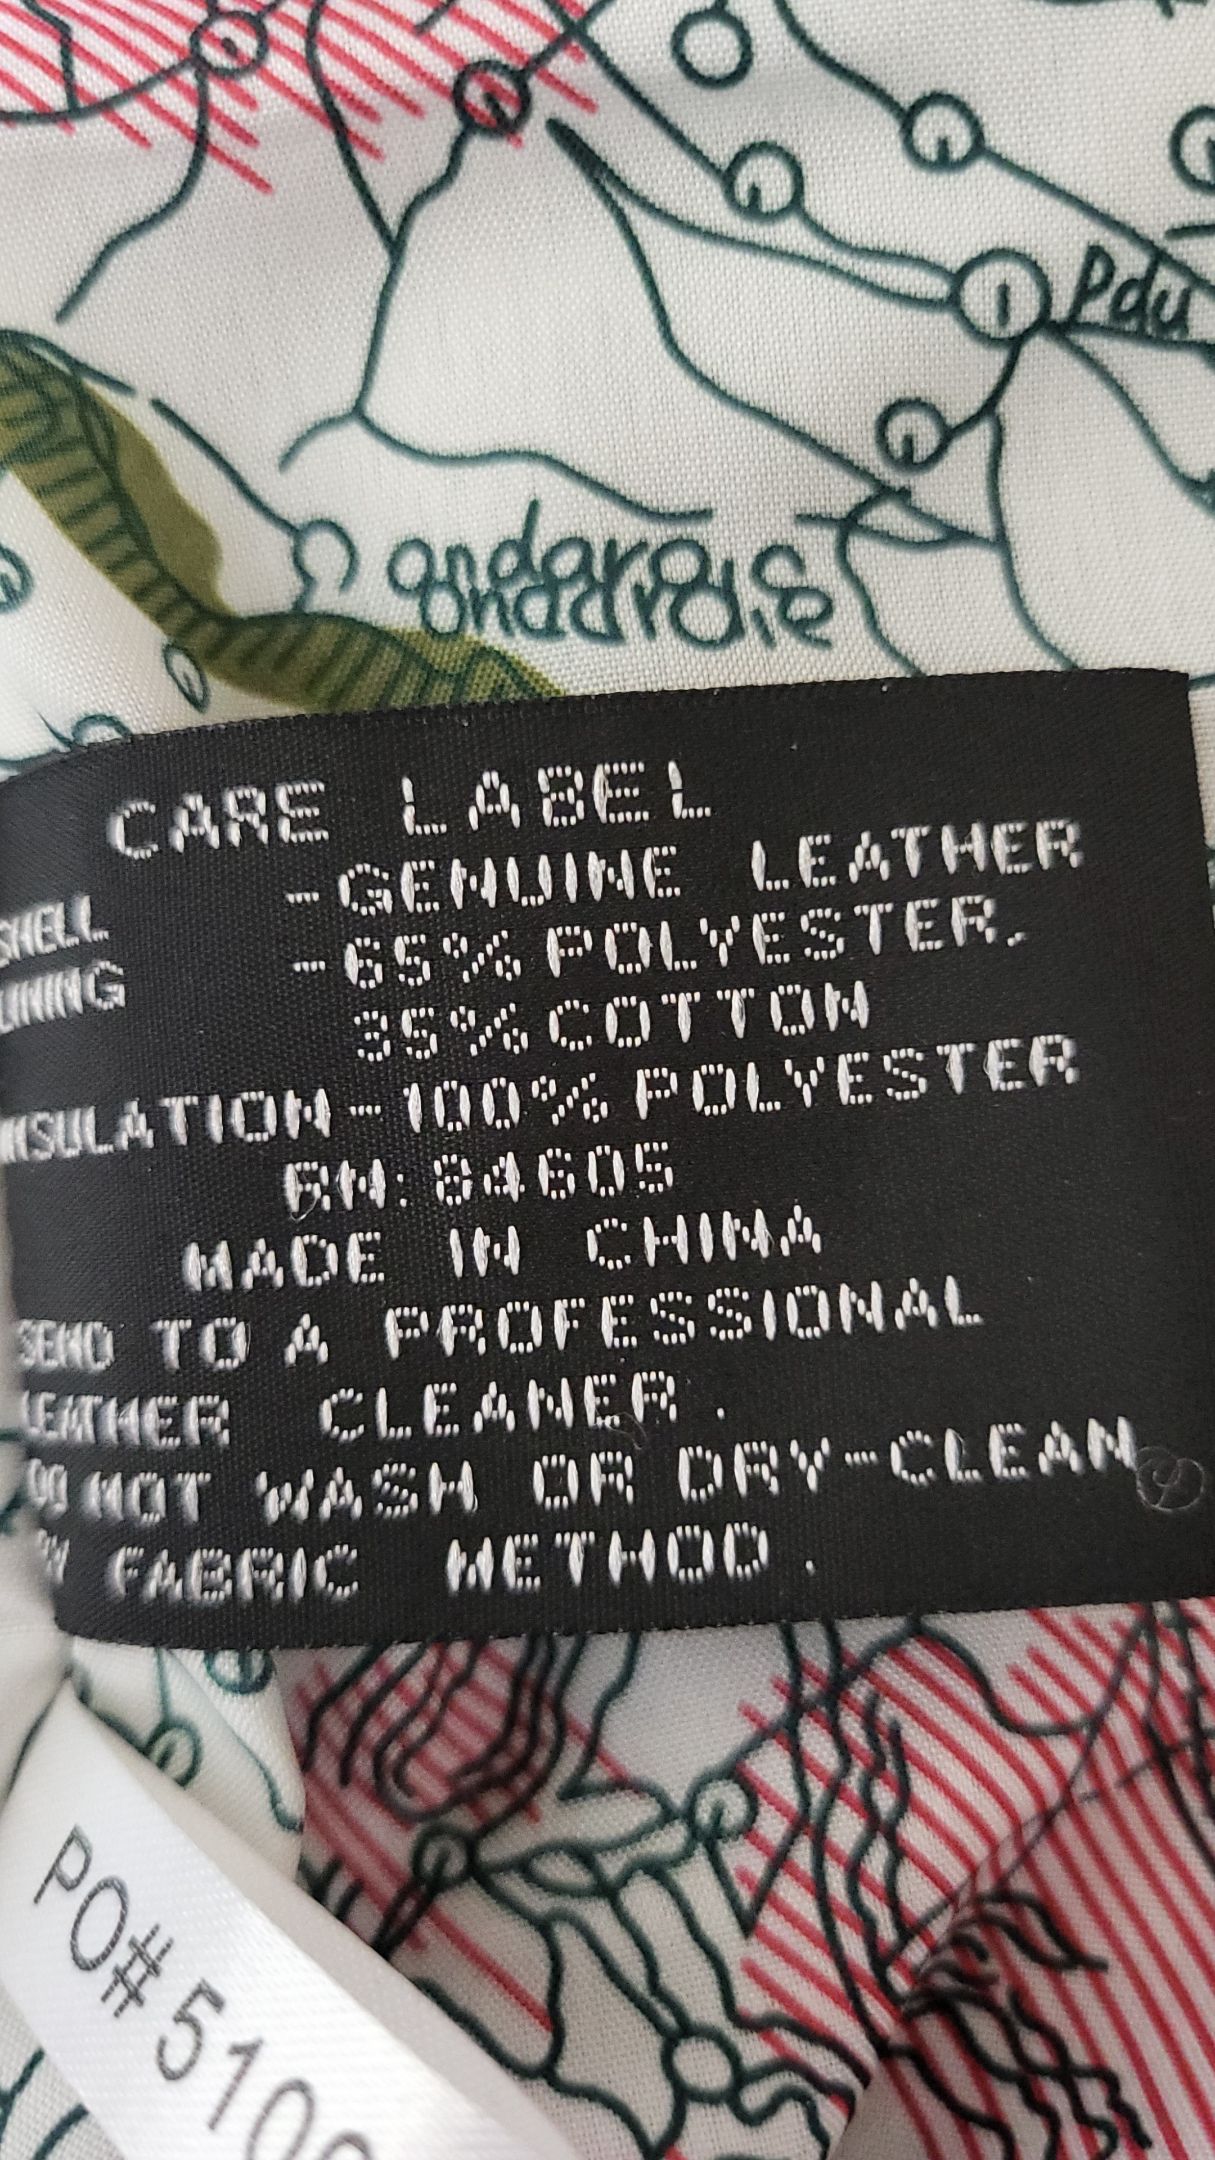 Pdu
CARE LABEL
SHELL -GENUINE LEATHER
LINING -65% POLYESTER,
35% COTTON
INSULATION-100% POLYESTER
RN: 84605
MADE IN CHINA
SEND TO A PROFESSIONAL
LEATHER CLEANER.
DO NOT WASH OR DRY-CLEAN
BY FABRIC METHOD.
PO# 510